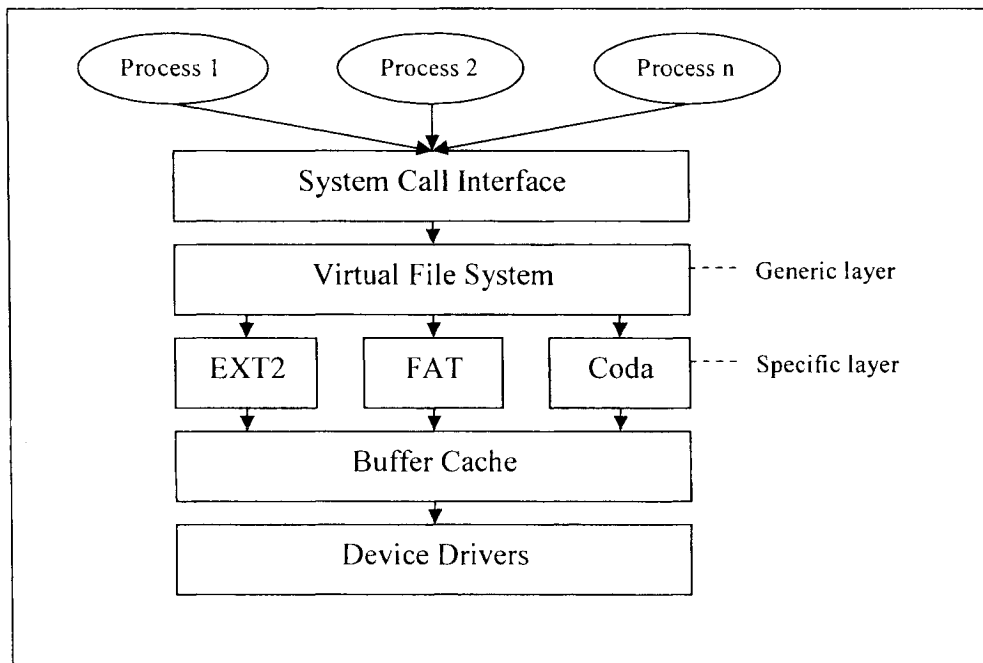 Process 1
Process 2
Process n
System Call Interface
Virtual File System
Generic layer
EXT2
FAT
Coda
Specific layer
Buffer Cache
Device Drivers